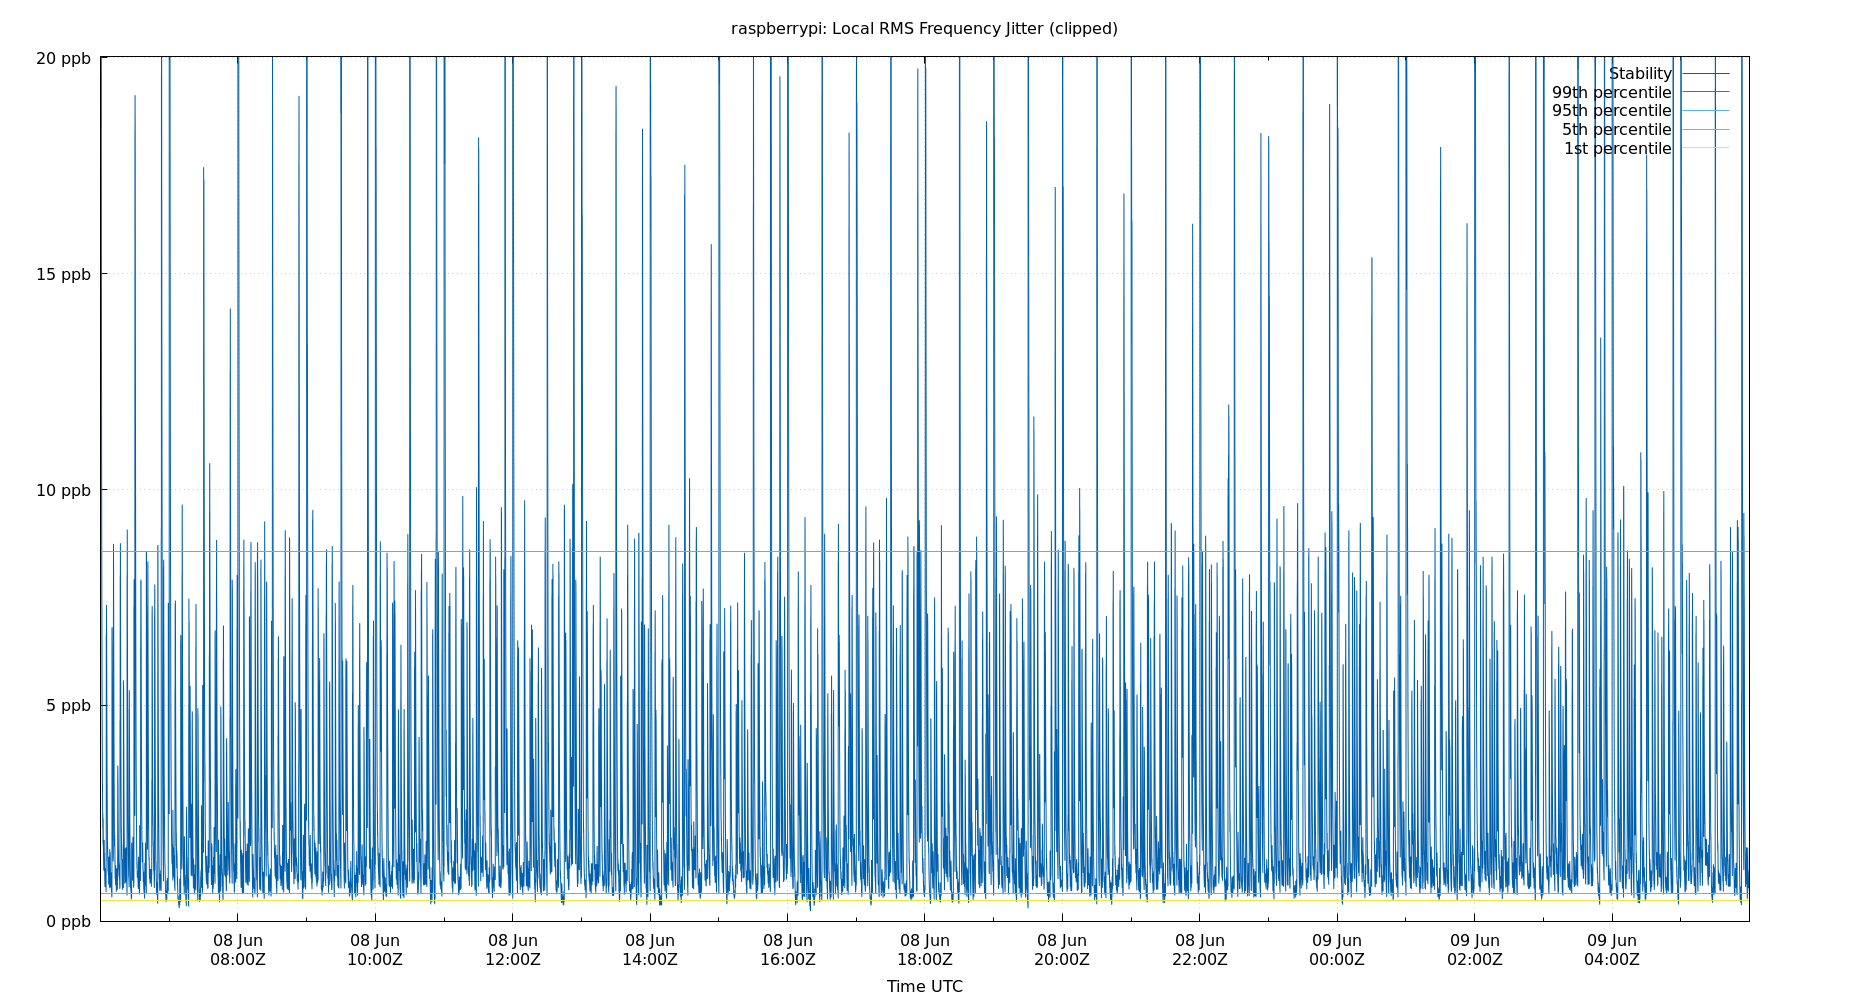 raspberrypi: Local RMS Frequency Jitter (clipped)
20 ppb
15 ppb
10 ppb
5 ppb
0 ppb
Stability
99th percentile
95th percentile
5th percentile
1st percentile
08 Jun 08 Jun 08 Jun 08 Jun 08 Jun 08 Jun 08 Jun 08 Jun 09 Jun 09 Jun 09 Jun
08:00Z 10:00Z 12:00Z 14:00Z 16:00Z 18:00Z 20:00Z 22:00Z 00:00Z 02:00Z 04:00Z
Time UTC